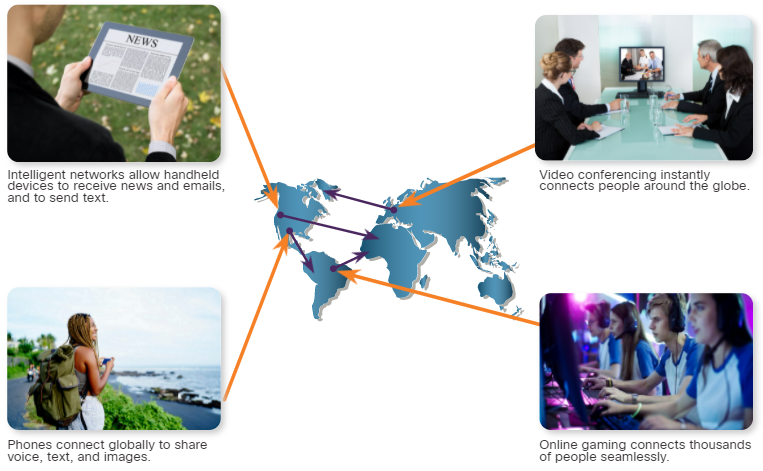 NEWS
Intelligent networks allow handheld
devices to receive news and emails,
and to send text.
Video conferencing instantly
connects people around the globe.
Phones connect globally to share
voice, text, and images.
Online gaming connects thousands
of people seamlessly.